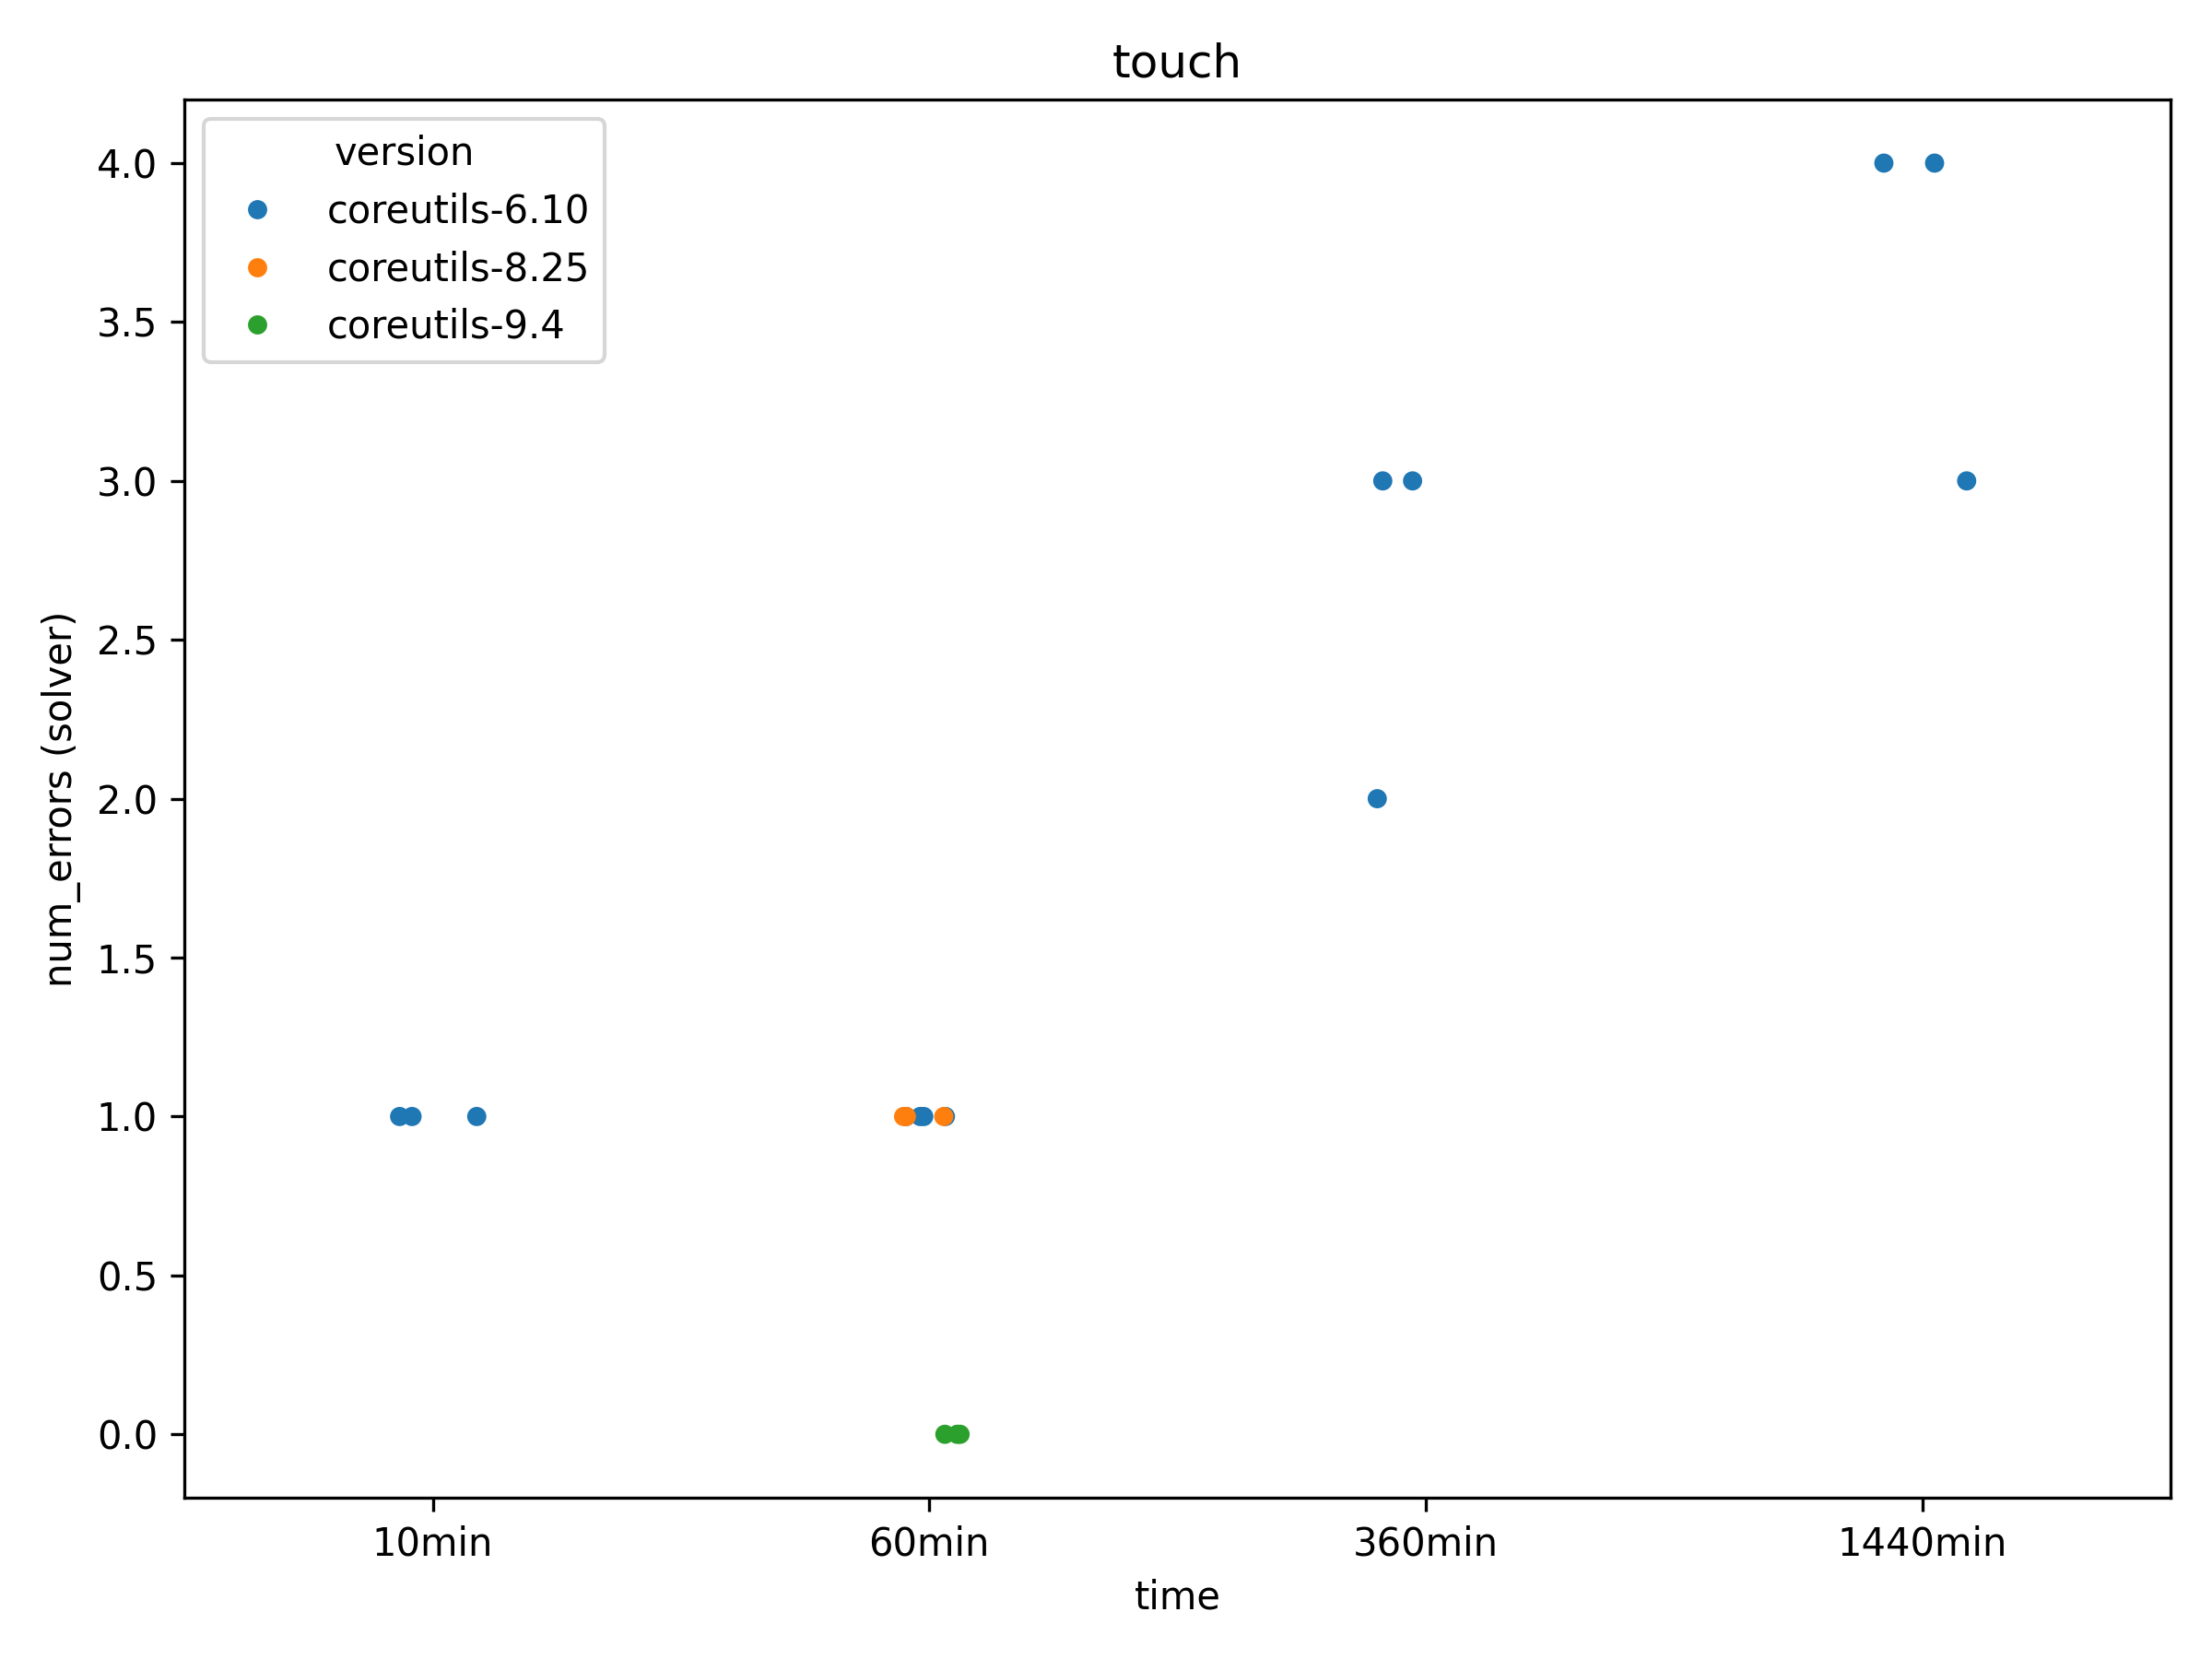 touch
version
coreutils-6.10
coreutils-8.25
coreutils-9.4
4.0
3.5
3.0
2.5
2.0
1.5
1.0
0.5
0.0
num_errors (solver)
10min 60min 360min 1440min
time